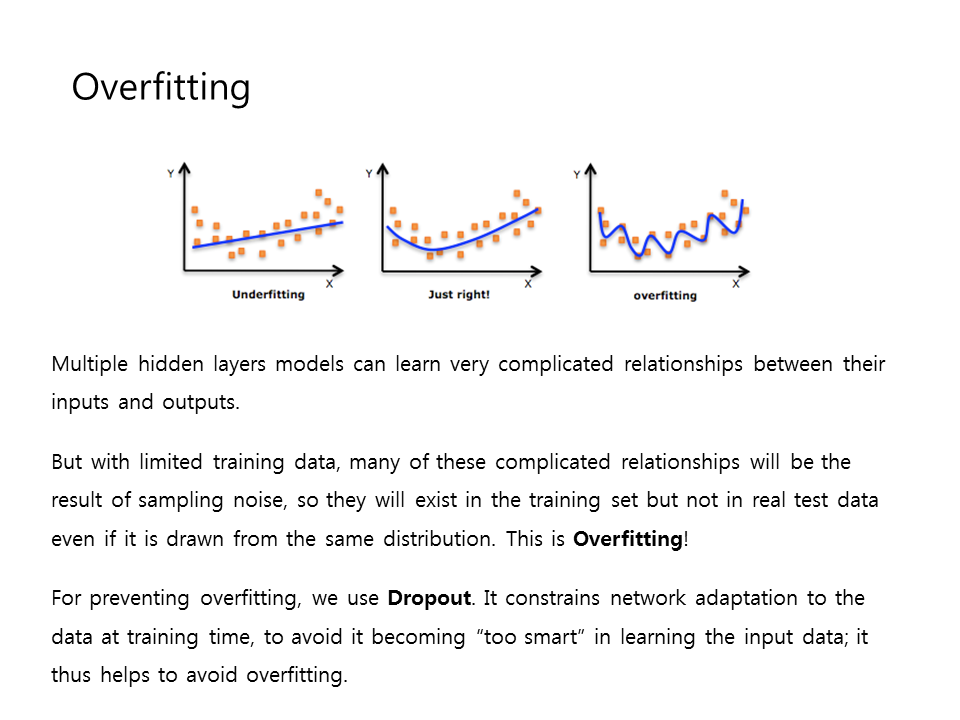 Overfitting
Y
Y
Y
X
X
X
Underfitting
Just right!
overfitting
Multiple hidden layers models can learn very complicated relationships between their
inputs and outputs.
But with limited training data, many of these complicated relationships will be the
result of sampling noise, so they will exist in the training set but not in real test data
even if it is drawn from the same distribution. This is Overfitting!
For preventing overfitting, we use Dropout. It constrains network adaptation to the
data at training time, to avoid it becoming “too smart” in learning the input data; it
thus helps to avoid overfitting.